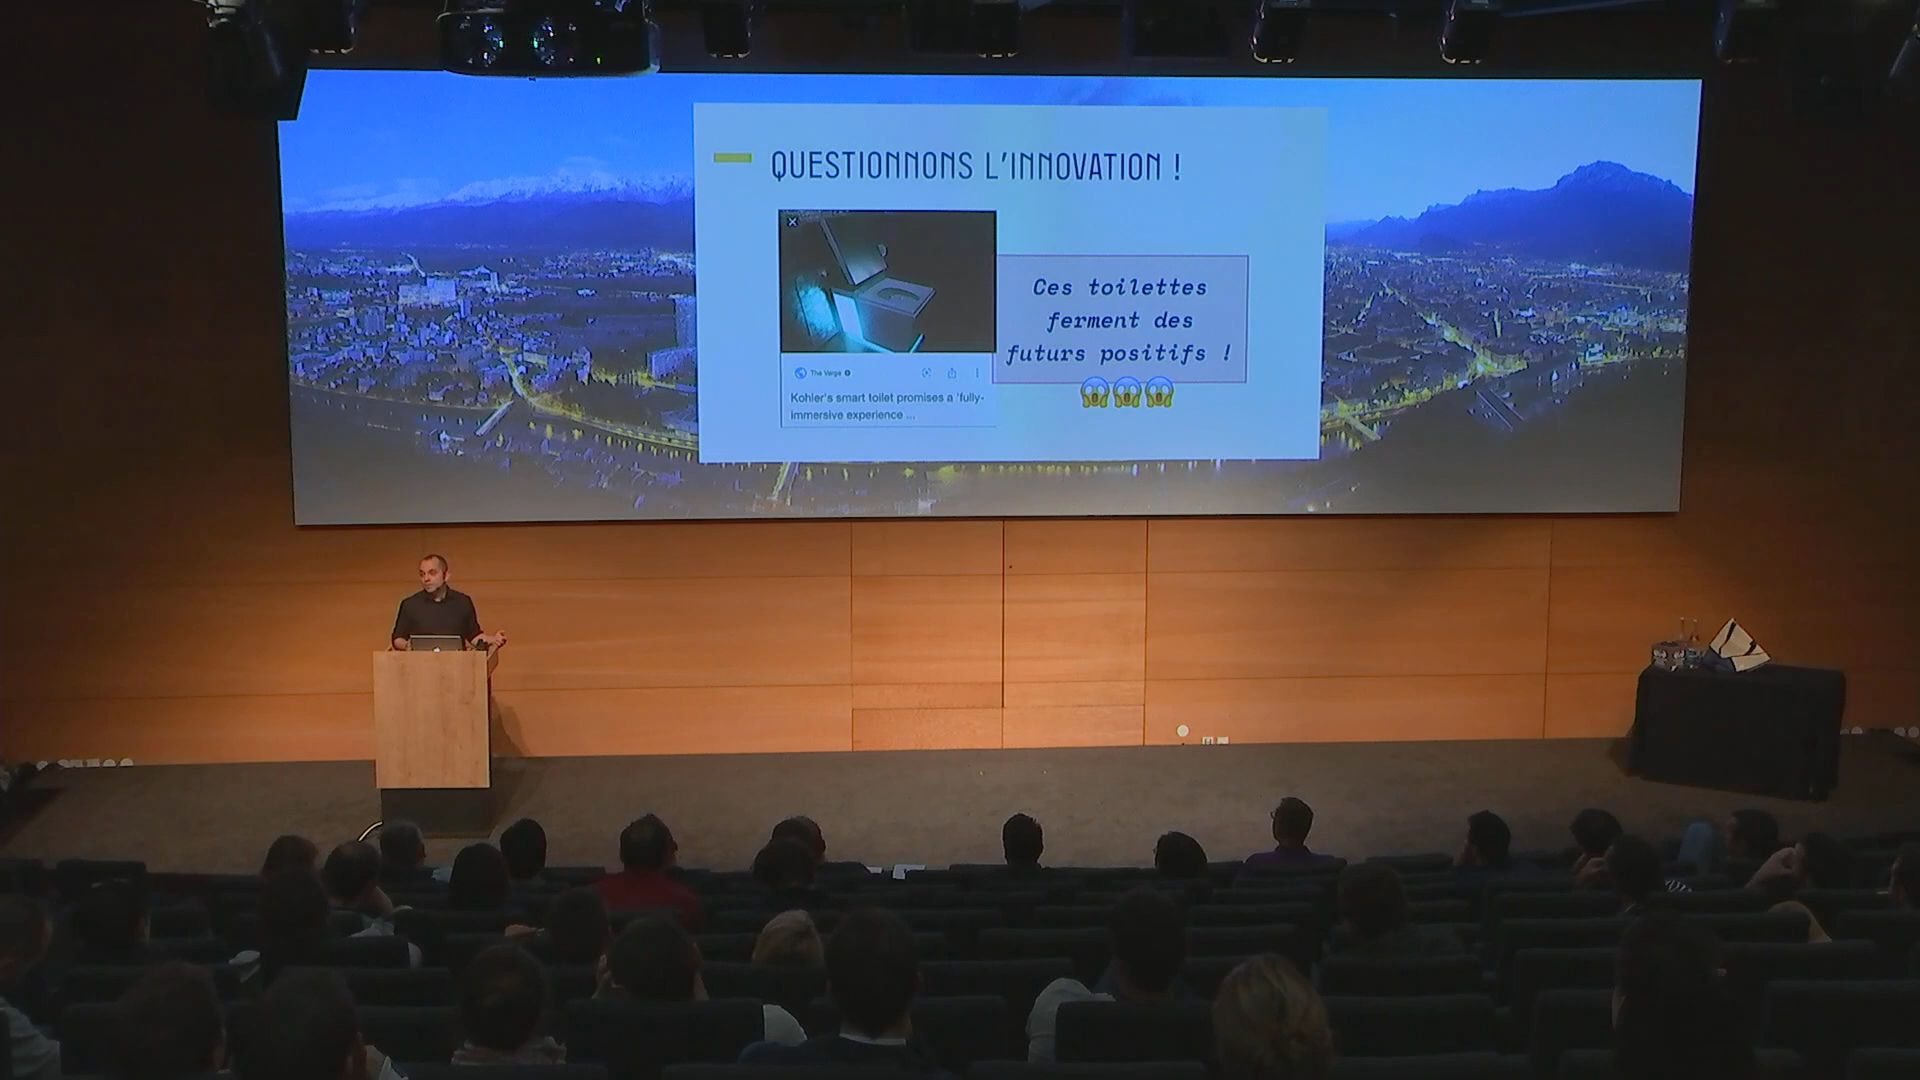 QUESTIONNONS L'INNOVATION !
Ces toilettes
ferment des
futurs positifs !
The Verge
Kohler's smart toilet promises a 'fully-
immersive experience ...